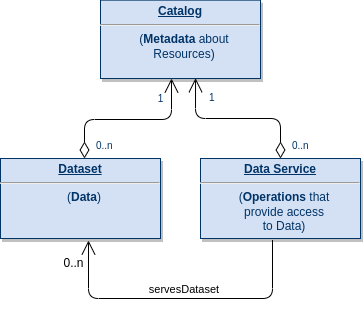 Catalog
(Metadata about
Resources)
1
1
0..n
0..n
Dataset
(Data)
Data Service
(Operations that
provide access
to Data)
0..n
servesDataset